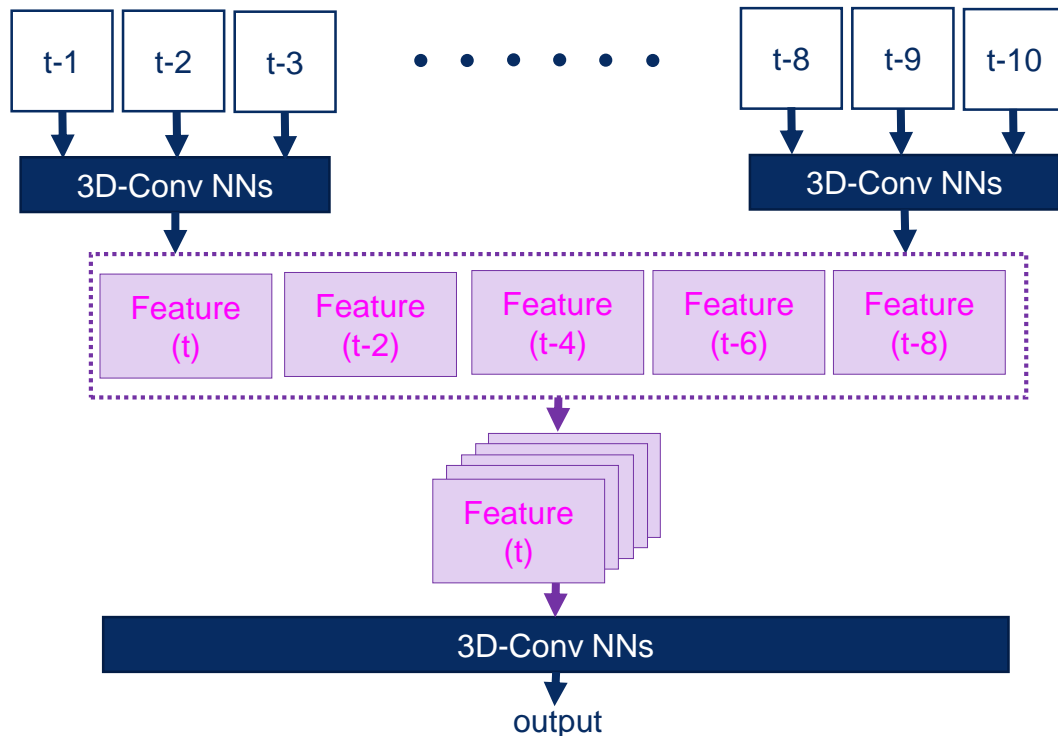 t-1 t-2 t-3 t-8 t-9 t-10
3D-Conv NNs 3D-Conv NNs
Feature Feature Feature Feature Feature
(t) (t-2) (t-4) (t-6) (t-8)
Feature
(t)
3D-Conv NNs
output